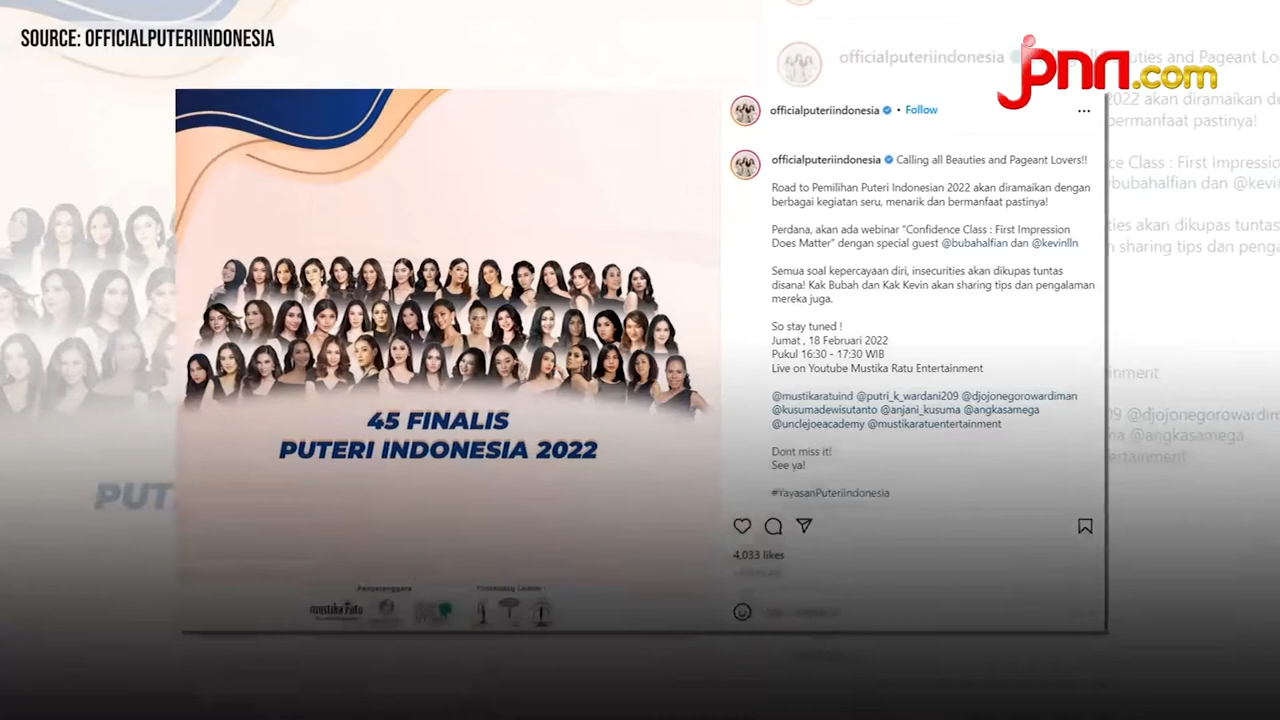 SOURCE: OFFICIALPUTERIINDONESIA
jpnn.com
officialputeriindonesia
officialputeriindonesia • Follow
officialputeriindonesia Calling all Beauties and Pageant Lovers!!
Road to Pemilihan Puteri Indonesian 2022 akan diramaikan dengan
berbagai kegiatan seru, menarik dan bermanfaat pastinya!
Perdana, akan ada webinar "Confidence Class : First Impression
Does Matter" dengan special guest @bubahalfian dan @kevinlln
Semua soal kepercayaan diri, insecurities akan dikupas tuntas
disana! Kak Bubah dan Kak Kevin akan sharing tips dan pengalaman
mereka juga.
So stay tuned !
Jumat , 18 Februari 2022
Pukul 16:30 - 17:30 WIB
Live on Youtube Mustika Ratu Entertainment
@mustikaratuind @putri_k_wardani209 @djojonegorowardiman
@kusumadewisutanto @anjani_kusuma @angkasamega
@unclejoeacademy @mustikaratuentertainment
Dont miss it!
See ya!
#YayasanPuteriIndonesia
4,033 likes
45 FINALIS
PUTERI INDONESIA 2022
Penyelenggara
mustika ratu